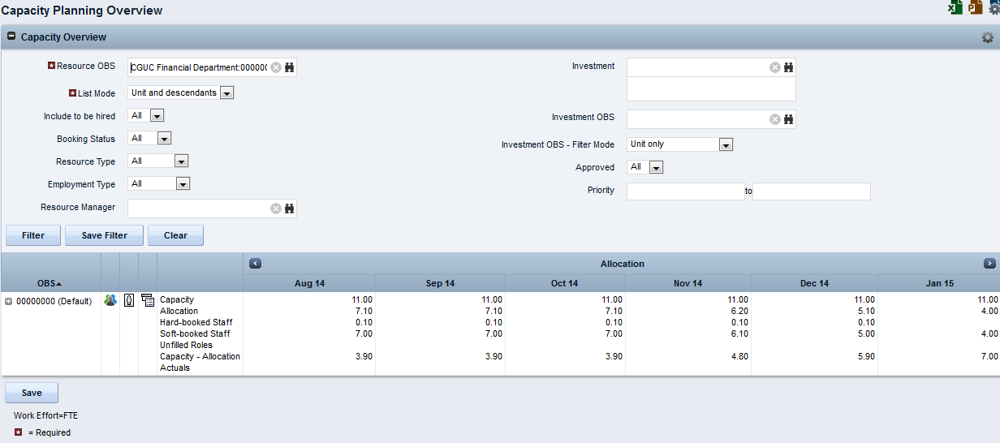 Capacity Planning Overview
Capacity Overview
Resource OBS CGUC Financial Department:000000
List Mode Unit and descendants
Include to be hired All
Booking Status All
Resource Type All
Employment Type All
Resource Manager
Investment
Investment OBS
Investment OBS - Filter Mode Unit only
Approved All
Priority to
Filter Save Filter Clear
Allocation
OBS Aug 14 Sep 14 Oct 14 Nov 14 Dec 14 Jan 15
00000000 (Default) Capacity 11.00 11.00 11.00 11.00 11.00 11.00
Allocation 7.10 7.10 7.10 6.20 5.10 4.00
Hard-booked Staff 0.10 0.10 0.10 0.10 0.10
Soft-booked Staff 7.00 7.00 7.00 6.10 5.00 4.00
Unfilled Roles
Capacity - Allocation 3.90 3.90 3.90 4.80 5.90 7.00
Actuals
Save
Work Effort=FTE
= Required